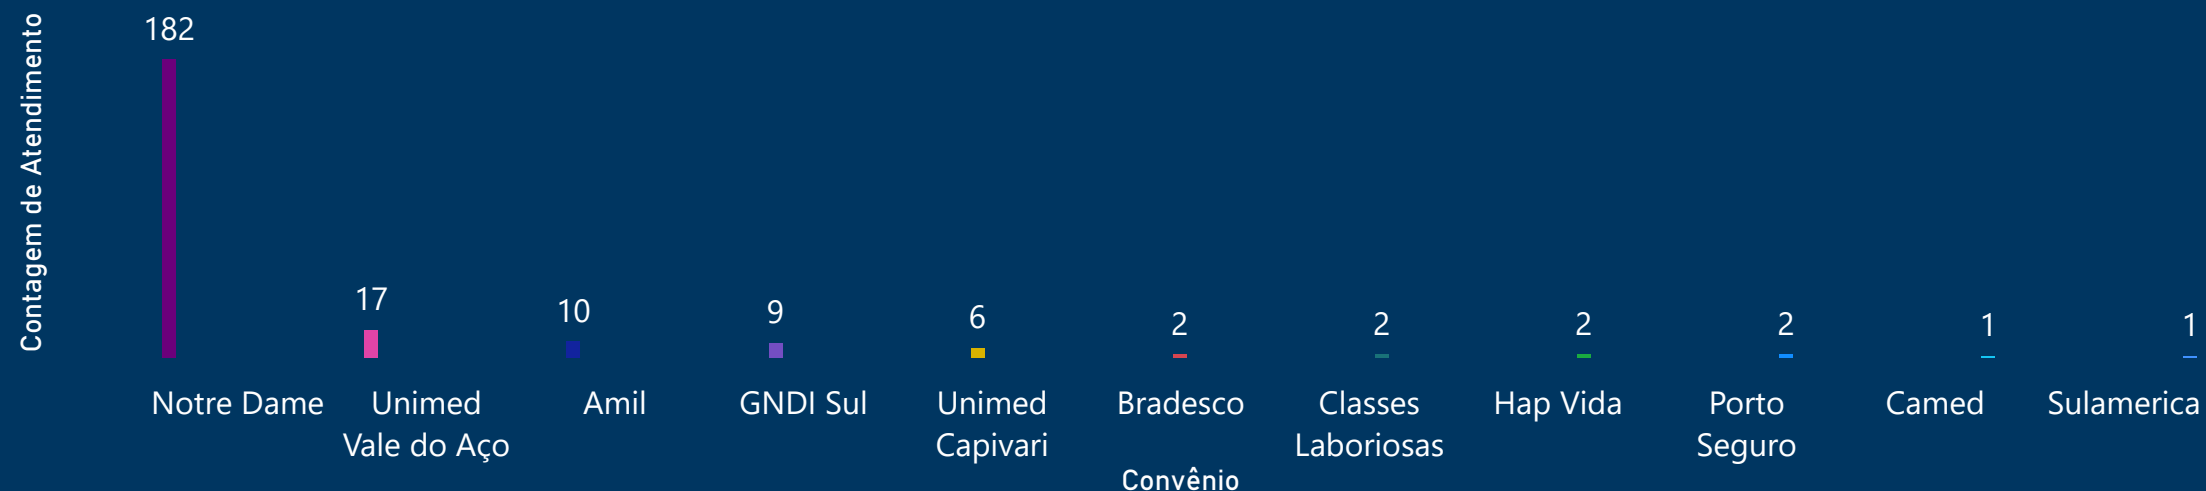 Contagem de Atendimento
182
17
10
9
6
2
2
2
2
1
1
Notre Dame
Unimed
Vale do Aço
Amil
GNDI Sul
Unimed
Capivari
Bradesco
Classes
Laboriosas
Hap Vida
Porto
Seguro
Camed
Sulamerica
Convênio